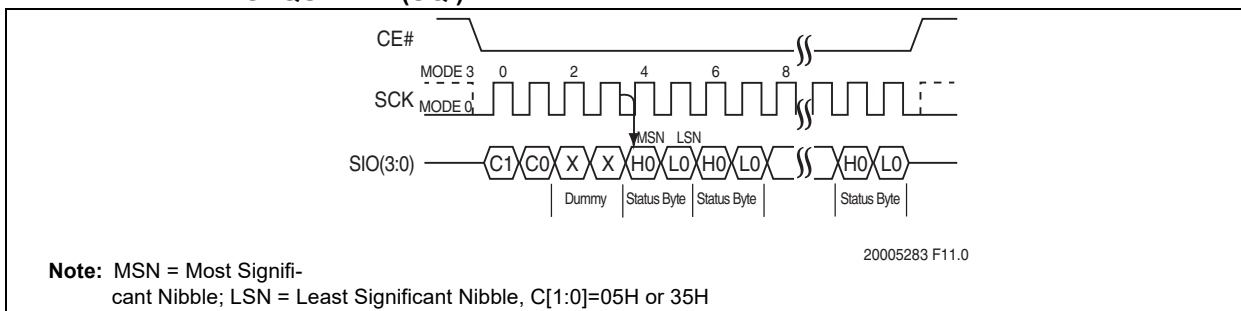 CE#
MODE 3 0 2 4 6 8
SCK MODE 0
MSN LSN
SIO(3:0) C1 C0 X X H0 L0 H0 L0 H0 L0
Dummy Status Byte Status Byte Status Byte
20005283 F11.0
Note: MSN = Most Signifi-
cant Nibble; LSN = Least Significant Nibble, C[1:0]=05H or 35H